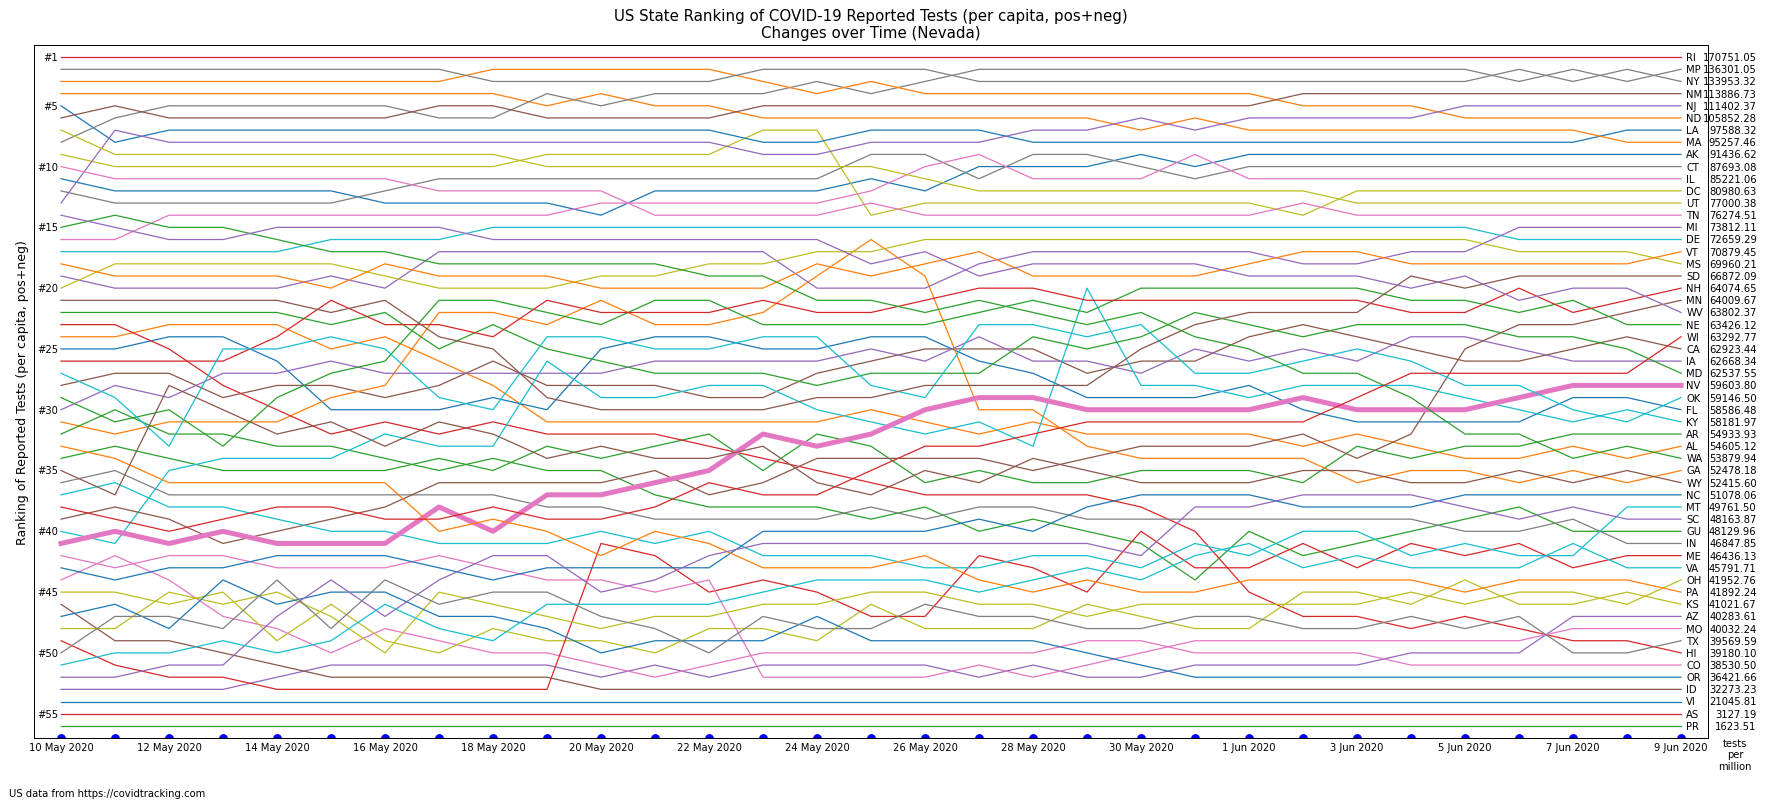 US State Ranking of COVID-19 Reported Tests (per capita, pos+neg)
Changes over Time (Nevada)
Ranking of Reported Tests (per capita, pos+neg)
#1
#5
#10
#15
#20
#25
#30
#35
#40
#45
#50
#55
RI 170751.05
MP 136301.05
NY 133953.32
NM 113886.73
NJ 111402.37
ND 105852.28
LA 97588.32
MA 95257.46
AK 91436.62
CT 87693.08
IL 85221.06
DC 80980.63
UT 77000.38
TN 76274.51
MI 73812.11
DE 72659.29
VT 70879.45
MS 69960.21
SD 66872.09
NH 64074.65
MN 64009.67
WV 63802.37
NE 63426.12
WI 63292.77
CA 62923.44
IA 62668.34
MD 62537.55
NV 59603.80
OK 59146.50
FL 58586.48
KY 58181.97
AR 54933.93
AL 54605.12
WA 53879.94
GA 52478.18
WY 52415.60
NC 51078.06
MT 49761.50
SC 48163.87
GU 48129.96
IN 46847.85
ME 46436.13
VA 45791.71
OH 41952.76
PA 41892.24
KS 41021.67
AZ 40283.61
MO 40032.24
TX 39569.59
HI 39180.10
CO 38530.50
OR 36421.66
ID 32273.23
VI 21045.81
AS 3127.19
PR 1623.51
10 May 2020 12 May 2020 14 May 2020 16 May 2020 18 May 2020 20 May 2020 22 May 2020 24 May 2020 26 May 2020 28 May 2020 30 May 2020 1 Jun 2020 3 Jun 2020 5 Jun 2020 7 Jun 2020 9 Jun 2020
tests
per
million
US data from https://covidtracking.com